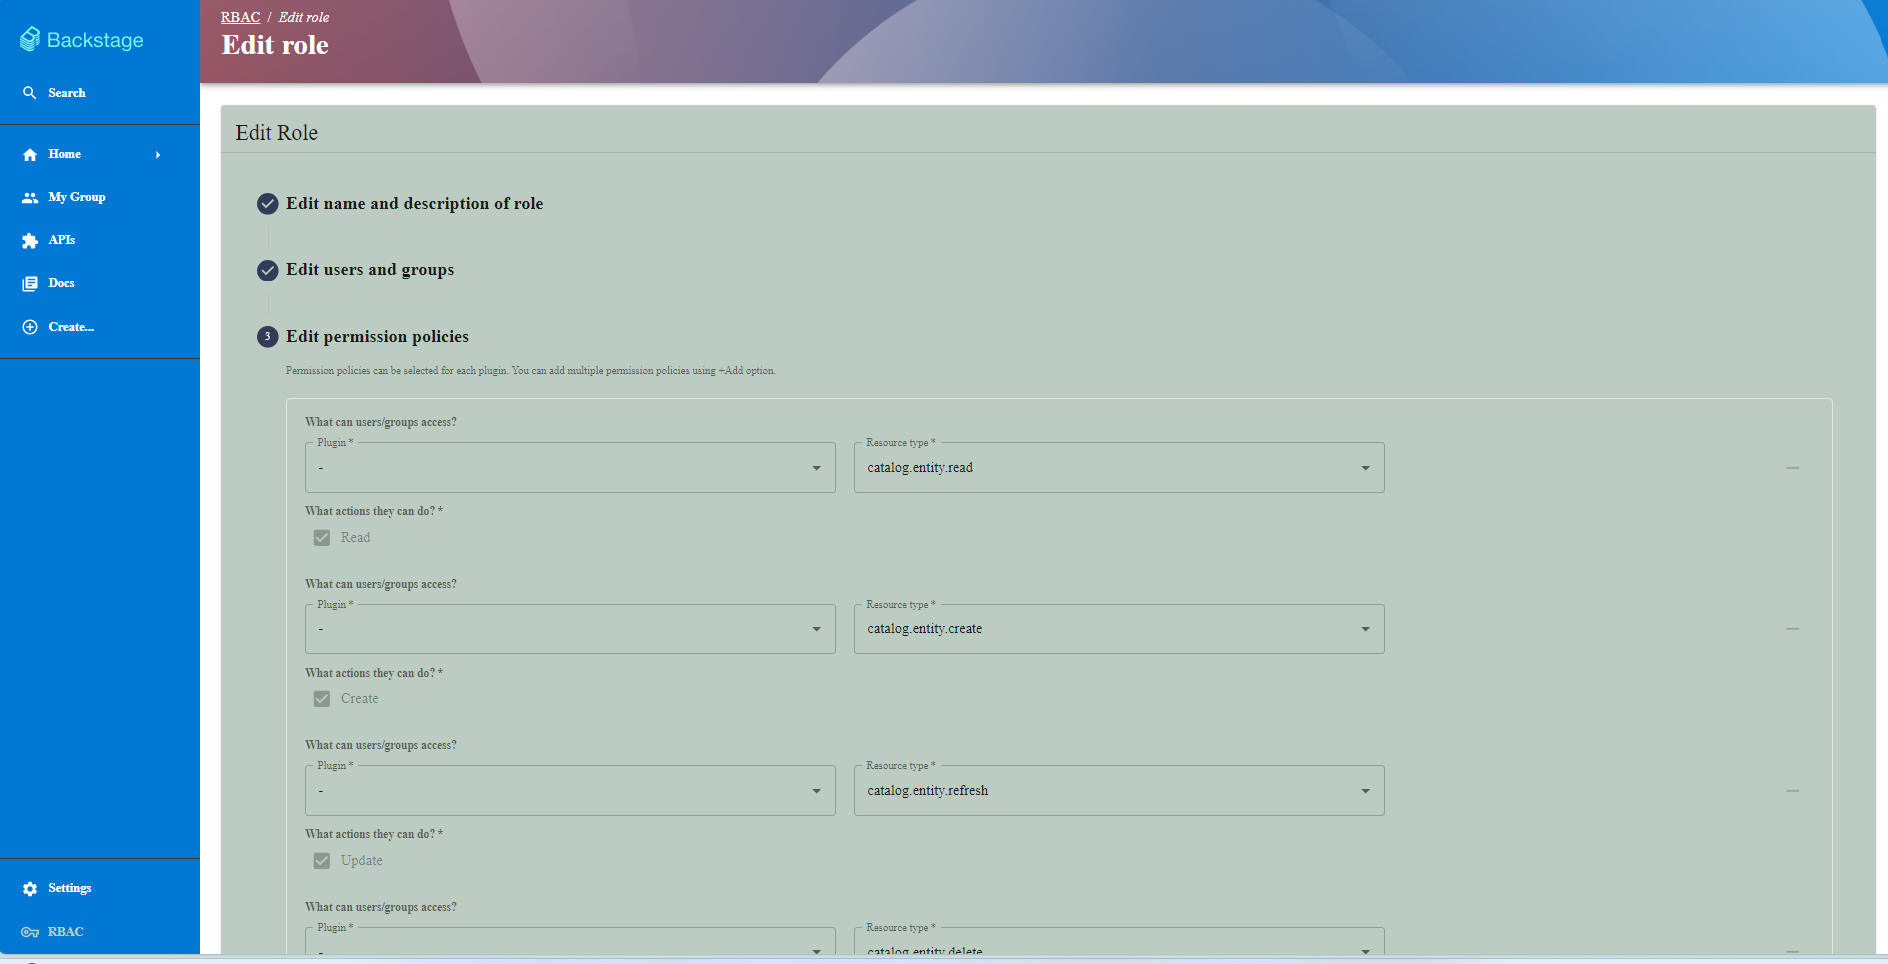 Backstage
Search
Home
My Group
APIs
Docs
Create...
Settings
RBAC
RBAC / Edit role
Edit role
Edit Role
Edit name and description of role
Edit users and groups
3 Edit permission policies
Permission policies can be selected for each plugin. You can add multiple permission policies using +Add option.
What can users/groups access?
Plugin * Resource type *
- catalog.entity.read
What actions they can do? *
Read
What can users/groups access?
Plugin * Resource type *
- catalog.entity.create
What actions they can do? *
Create
What can users/groups access?
Plugin * Resource type *
- catalog.entity.refresh
What actions they can do? *
Update
What can users/groups access?
Plugin * Resource type *
- catalog.entity.delete